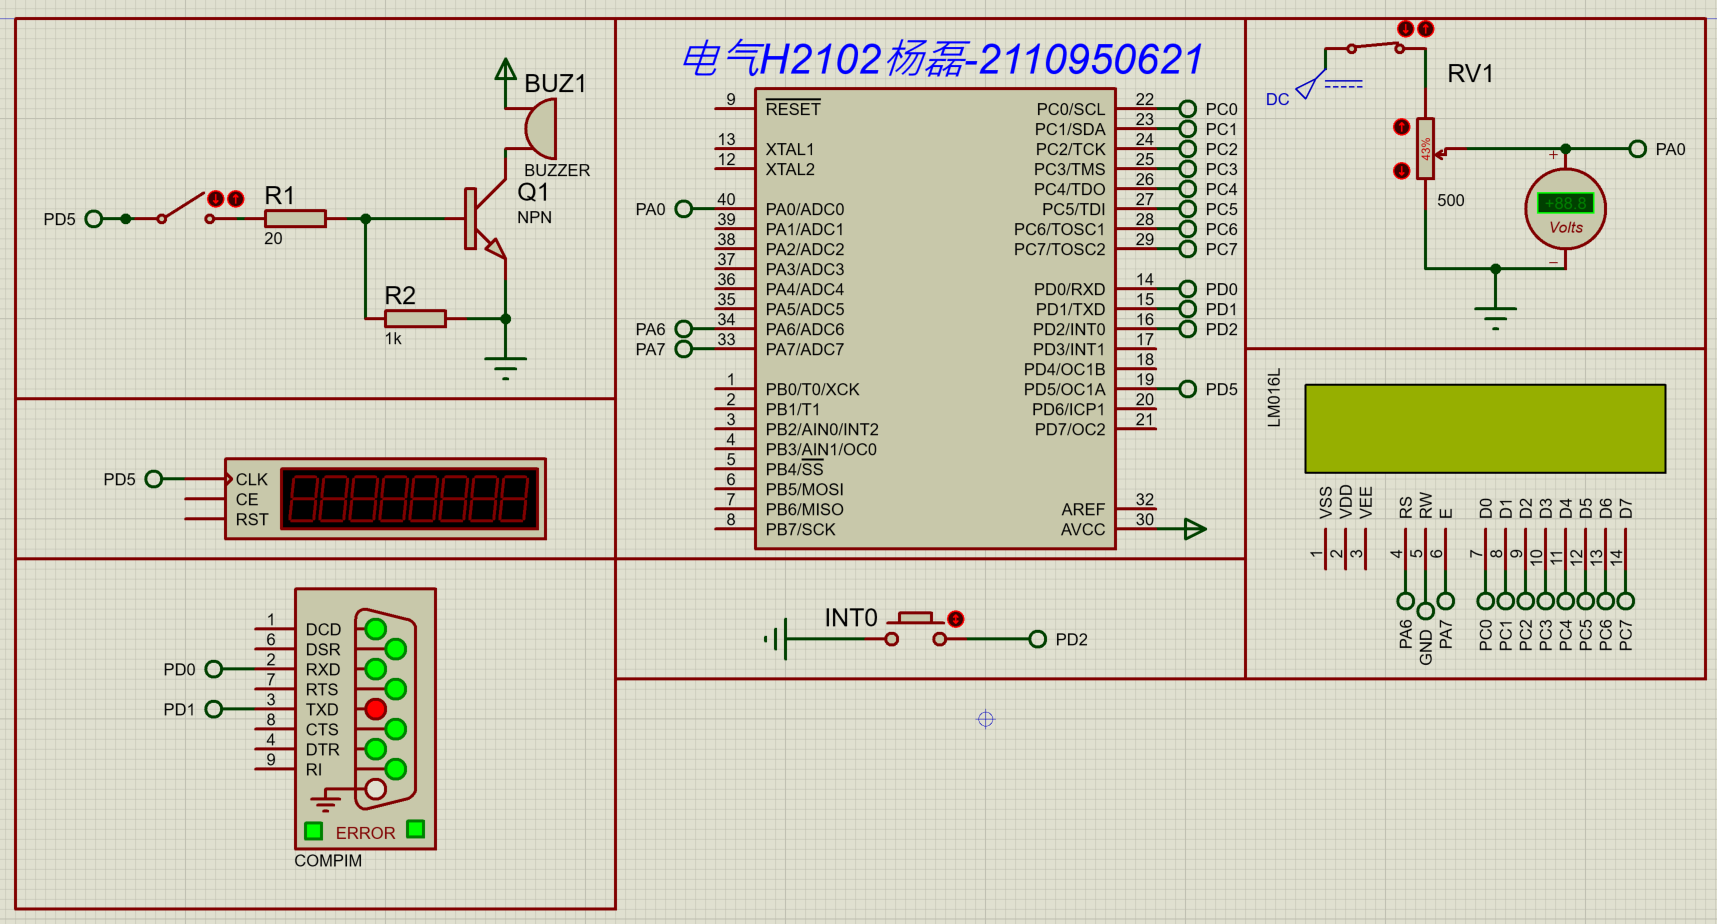 电气H2102杨磊-2110950621
BUZ1
BUZZER
Q1
NPN
PD5
R1
20
R2
1k
PD5
CLK
CE
RST
1 DCD
6 DSR
PD0 2 RXD
7 RTS
PD1 3 TXD
8 CTS
4 DTR
9 RI
ERROR
COMPIM
9 RESET
13 XTAL1
12 XTAL2
PA0 40 PA0/ADC0
39 PA1/ADC1
38 PA2/ADC2
37 PA3/ADC3
36 PA4/ADC4
35 PA5/ADC5
PA6 34 PA6/ADC6
PA7 33 PA7/ADC7
1 PB0/T0/XCK
2 PB1/T1
3 PB2/AIN0/INT2
4 PB3/AIN1/OC0
5 PB4/SS
6 PB5/MOSI
7 PB6/MISO
8 PB7/SCK
PC0/SCL 22 PC0
PC1/SDA 23 PC1
PC2/TCK 24 PC2
PC3/TMS 25 PC3
PC4/TDO 26 PC4
PC5/TDI 27 PC5
PC6/TOSC1 28 PC6
PC7/TOSC2 29 PC7
PD0/RXD 14 PD0
PD1/TXD 15 PD1
PD2/INT0 16 PD2
PD3/INT1 17
PD4/OC1B 18
PD5/OC1A 19 PD5
PD6/ICP1 20
PD7/OC2 21
AREF 32
AVCC 30
INT0
PD2
DC
RV1
43%
500
PA0
+88.8
Volts
LM016L
VSS VDD VEE RS RW E D0 D1 D2 D3 D4 D5 D6 D7
1 2 3 4 5 6 7 8 9 10 11 12 13 14
PA6 GND PA7 PC0 PC1 PC2 PC3 PC4 PC5 PC6 PC7